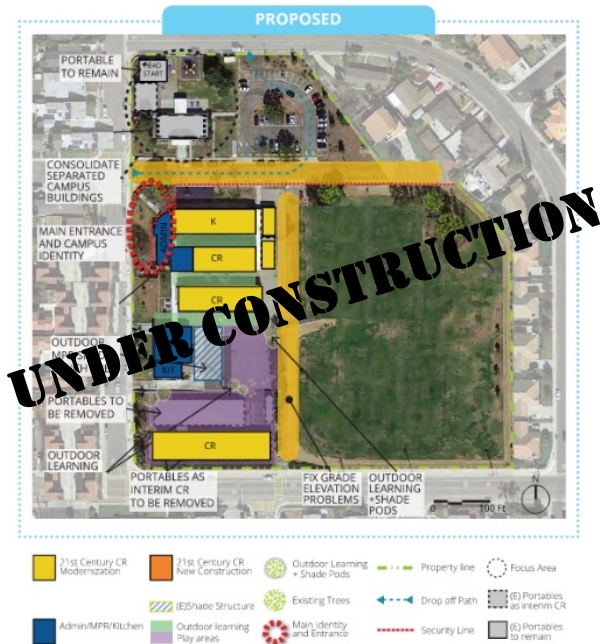 PROPOSED
PORTABLE
TO REMAIN
HEAD
START
CONSOLIDATE
SEPARATED
CAMPUS
BUILDINGS
MAIN ENTRANCE
AND CAMPUS
IDENTITY
ADMIN
K
CR
CR
UNDER CONSTRUCTION
OUTDOOR
KIT
PORTABLES TO
BE REMOVED
OUTDOOR
LEARNING
CR
PORTABLES AS
INTERIM CR
TO BE REMOVED
FIX GRADE
ELEVATION
PROBLEMS
OUTDOOR
LEARNING
+SHADE
PODS
N
0 100 FT
21st Century CR
Modernization
21st Century CR
New Construction
Outdoor Learning
+ Shade Pods
Property line
Focus Area
(E)Shade Structure
Existing Trees
Drop off Path
(E) Portables
as interim CR
Admin/MPR/Kitchen
Outdoor learning
Play areas
Main Identity
and Entrance
Security Line
(E) Portables
to remain